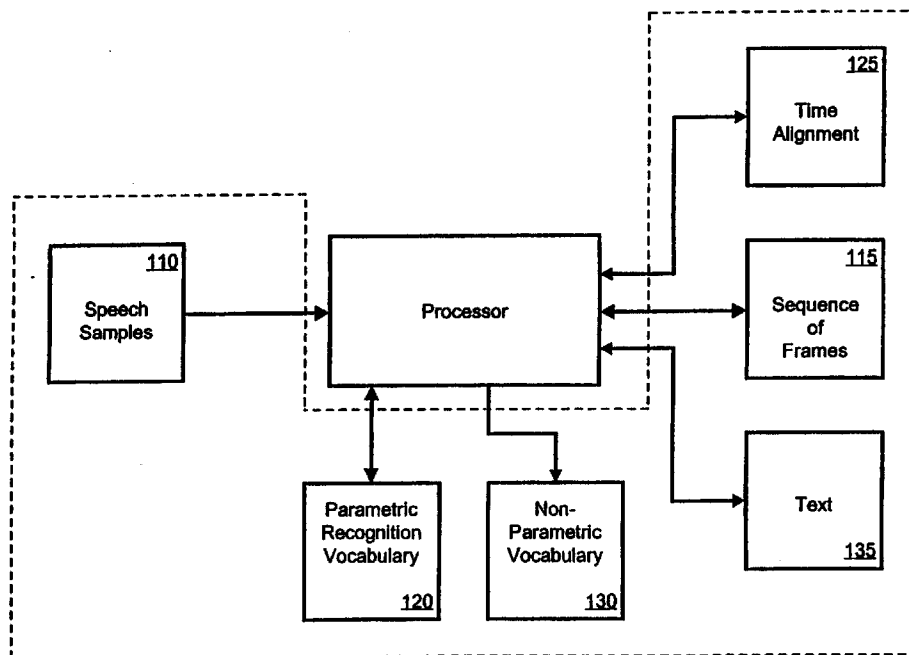 125
Time
Alignment
110
Speech
Samples
Processor
115
Sequence
of
Frames
Parametric
Recognition
Vocabulary
120
Non-
Parametric
Vocabulary
130
Text
135